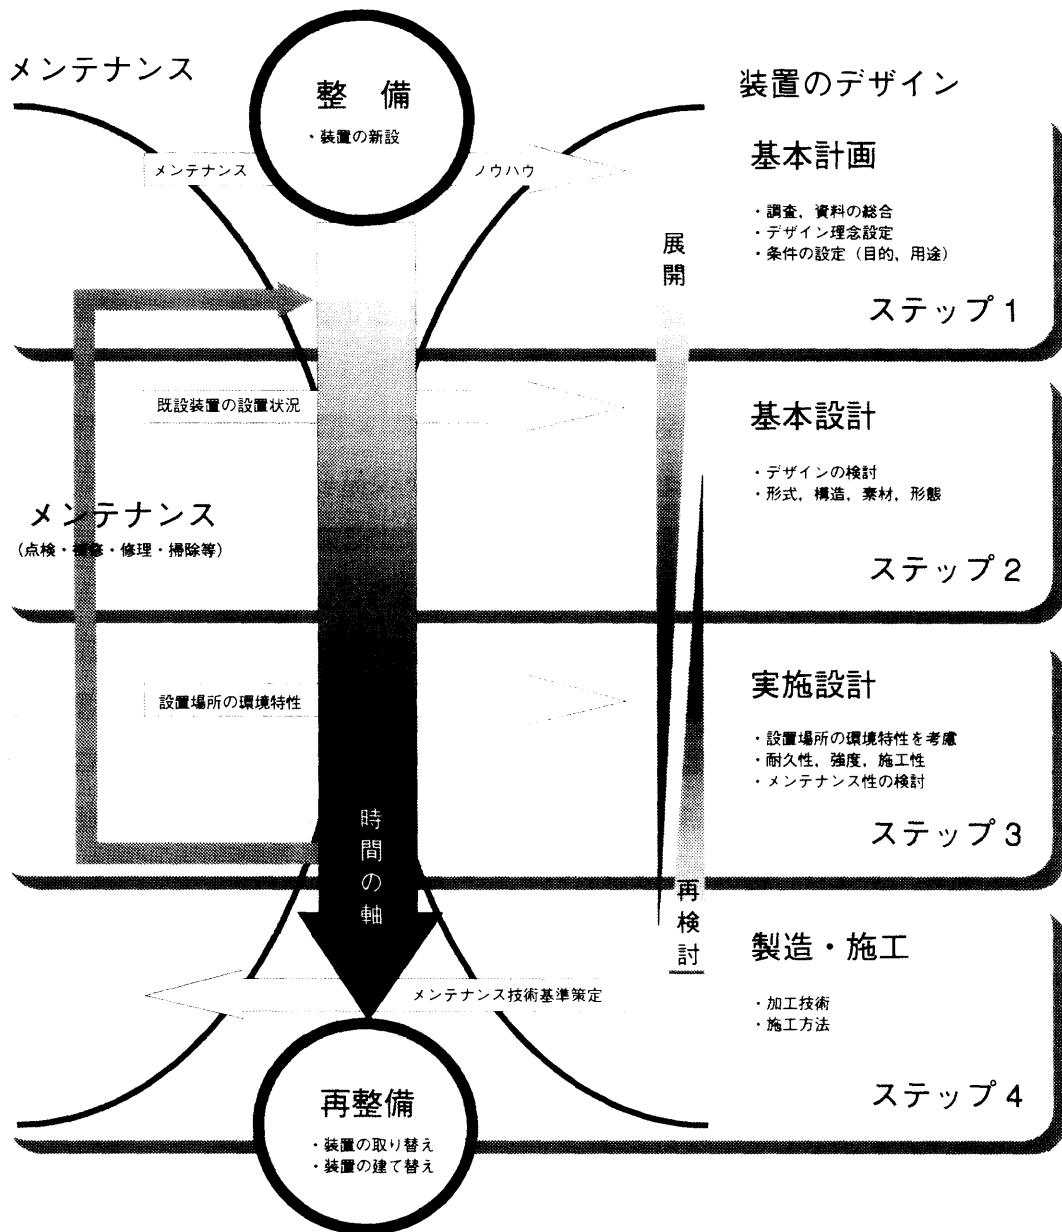 メンテナンス
整 備
・装置の新設
メンテナンス
ノウハウ
装置のデザイン
基本計画
・調査，資料の総合
・デザイン理念設定
・条件の設定（目的，用途）
ステップ1
展開
既設装置の設置状況
基本設計
・デザインの検討
・形式，構造，素材，形態
ステップ2
メンテナンス
（点検・補修・修理・掃除等）
設置場所の環境特性
実施設計
・設置場所の環境特性を考慮
・耐久性，強度，施工性
・メンテナンス性の検討
ステップ3
時間の軸
再検討
メンテナンス技術基準策定
製造・施工
・加工技術
・施工方法
ステップ4
再整備
・装置の取り替え
・装置の建て替え